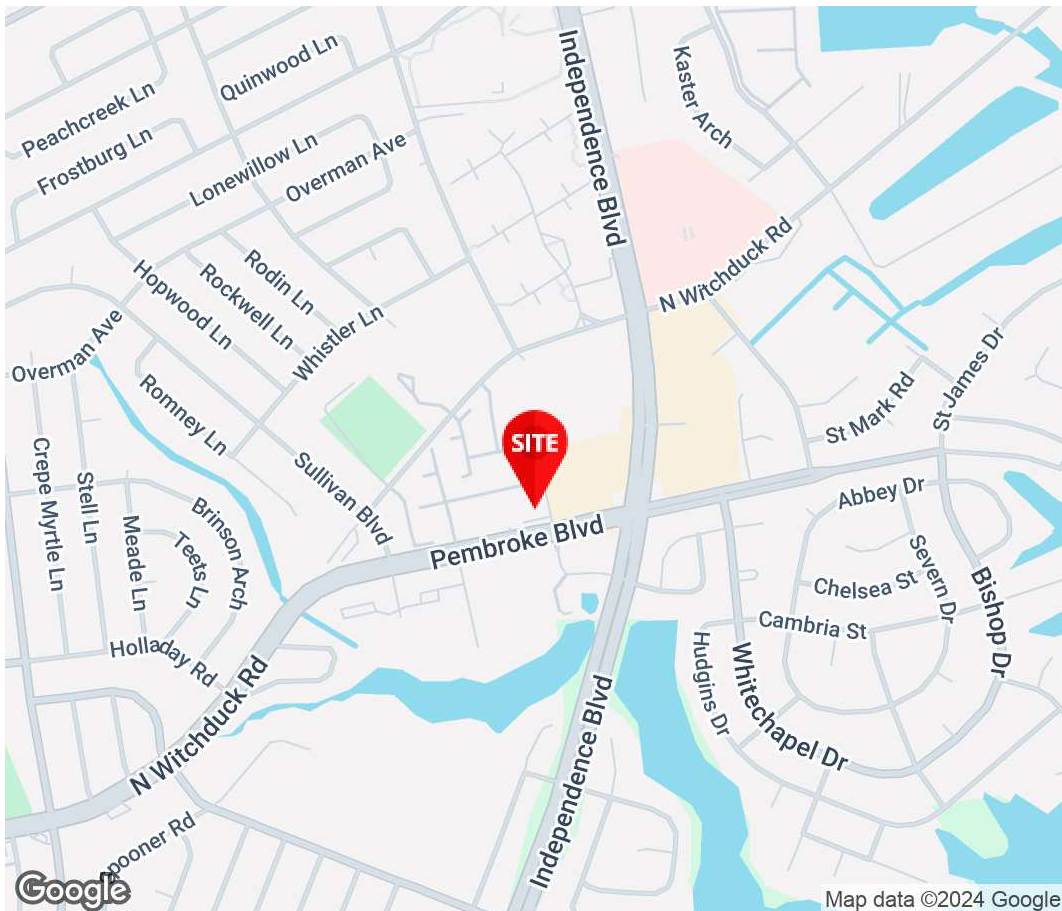 Quinwood Ln
Peachcreek Ln
Frostburg Ln
Lonewillow Ln
Overman Ave
Independence Blvd
Kaster Arch
N Witchduck Rd
Rodin Ln
Rockwell Ln
Hopwood Ln
Whistler Ln
Overman Ave
Romney Ln
Sullivan Blvd
St James Dr
St Mark Rd
SITE
Crepe Myrtle Ln
Stell Ln
Meade Ln
Teets Ln
Brinson Arch
Pembroke Blvd
Abbey Dr
Severn Dr
Chelsea St
Cambria St
Bishop Dr
Holladay Rd
N Witchduck Rd
Hudgins Dr
Whitechapel Dr
Independence Blvd
Spooner Rd
Google
Map data ©2024 Google